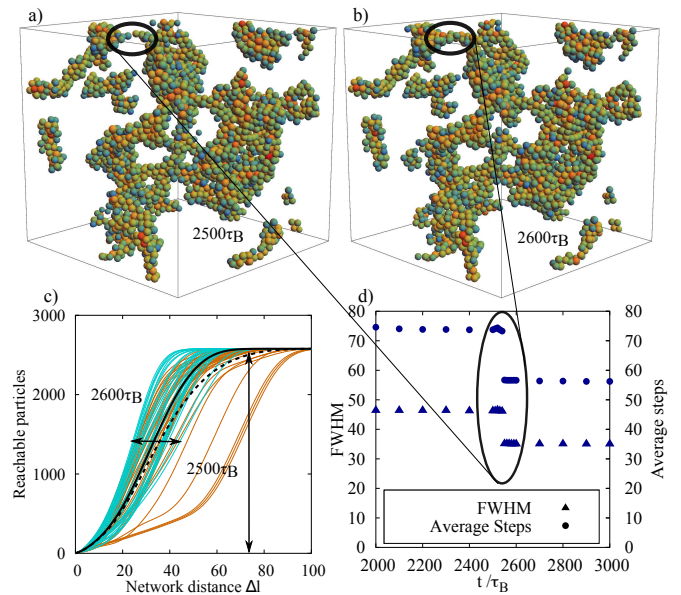 a)
b)
2500τB
2600τB
c)
d)
Reachable particles
3000
2000
1000
0
2600τB
2500τB
0
20
40
60
80
100
Network distance Δl
FWHM
80
70
60
50
40
30
20
10
0
FWHM
Average Steps
80
70
60
50
40
30
20
10
0
Average steps
2000
2200
2400
2600
2800
3000
t /τB